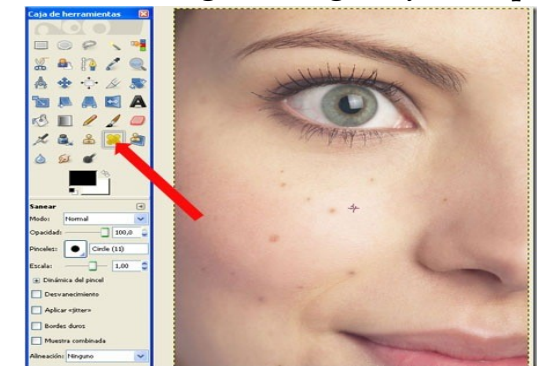 Caja de herramientas
A
Sanear
Modo: Normal
Opacidad: 100,0
Pinceles: Circle (11)
Escala: 1,00
Dinámica del pincel
Desvanecimiento
Aplicar «jitter»
Bordes duros
Muestra combinada
Alineación: Ninguno